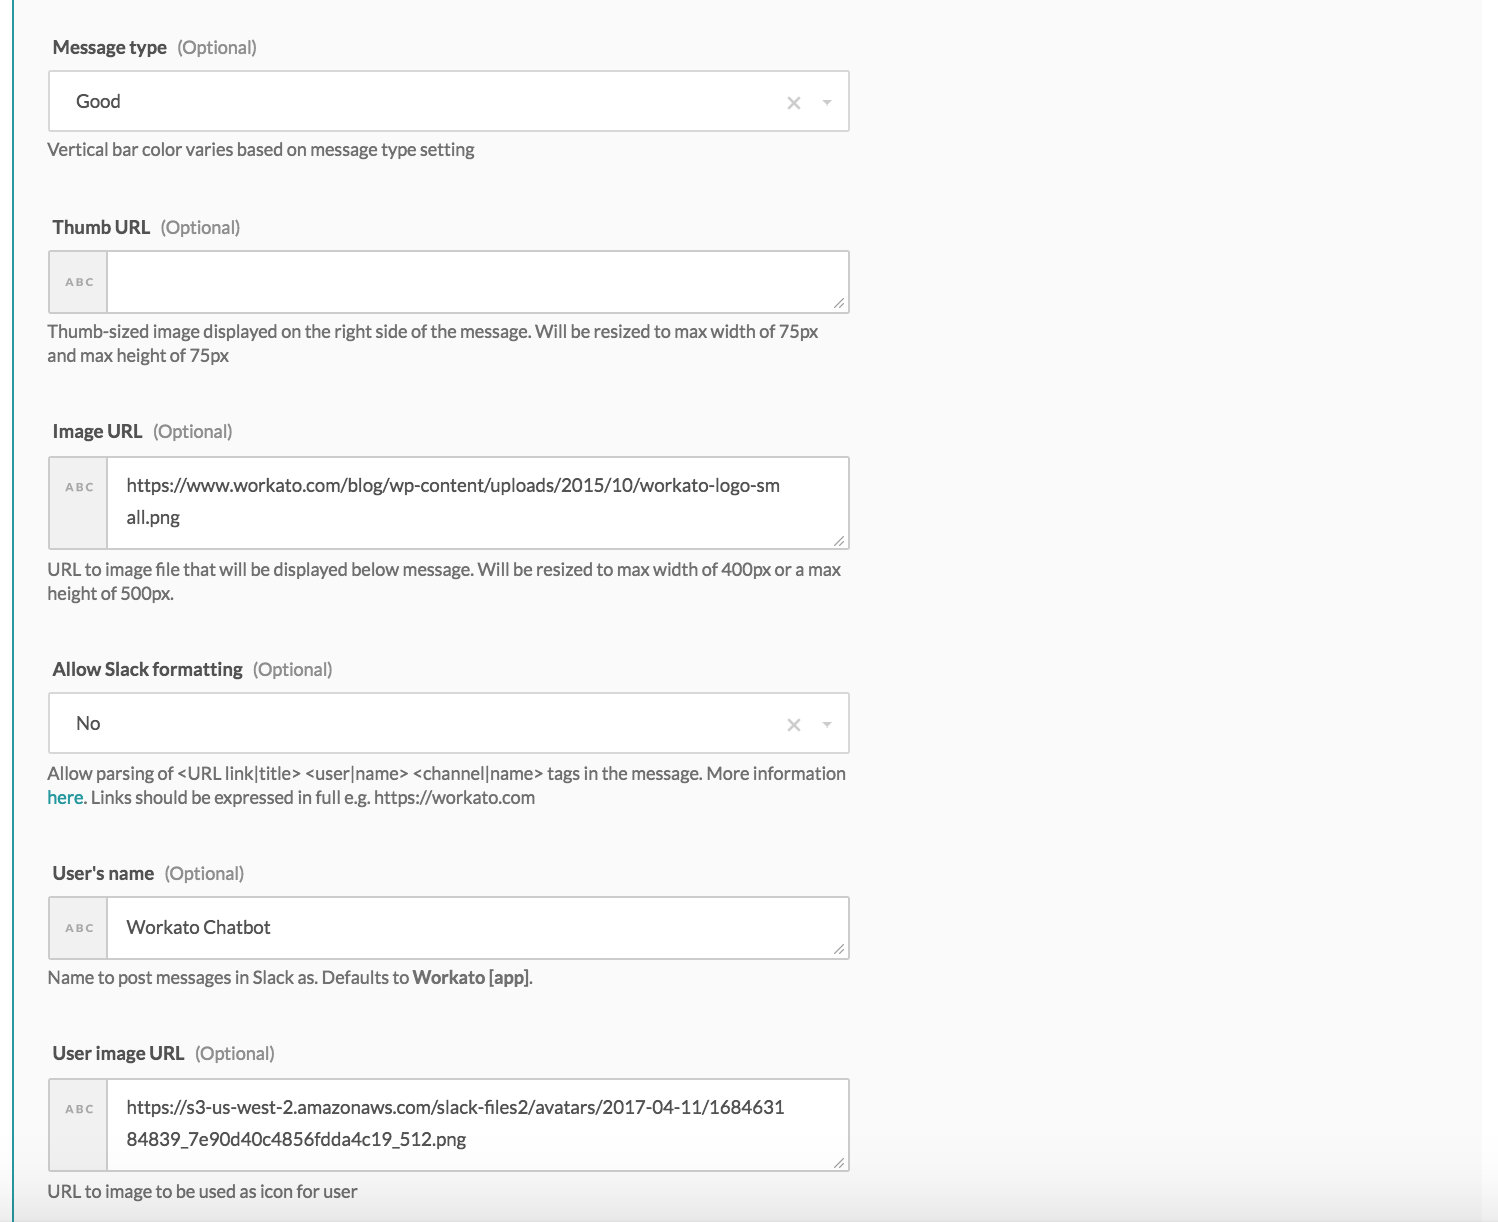 Message type (Optional)
Good
Vertical bar color varies based on message type setting
Thumb URL (Optional)
ABC
Thumb-sized image displayed on the right side of the message. Will be resized to max width of 75px
and max height of 75px
Image URL (Optional)
ABC https://www.workato.com/blog/wp-content/uploads/2015/10/workato-logo-sm
all.png
URL to image file that will be displayed below message. Will be resized to max width of 400px or a max
height of 500px.
Allow Slack formatting (Optional)
No
Allow parsing of <URL link|title> <user|name> <channel|name> tags in the message. More information
here. Links should be expressed in full e.g. https://workato.com
User's name (Optional)
ABC Workato Chatbot
Name to post messages in Slack as. Defaults to Workato [app].
User image URL (Optional)
ABC https://s3-us-west-2.amazonaws.com/slack-files2/avatars/2017-04-11/1684631
84839_7e90d40c4856fdda4c19_512.png
URL to image to be used as icon for user